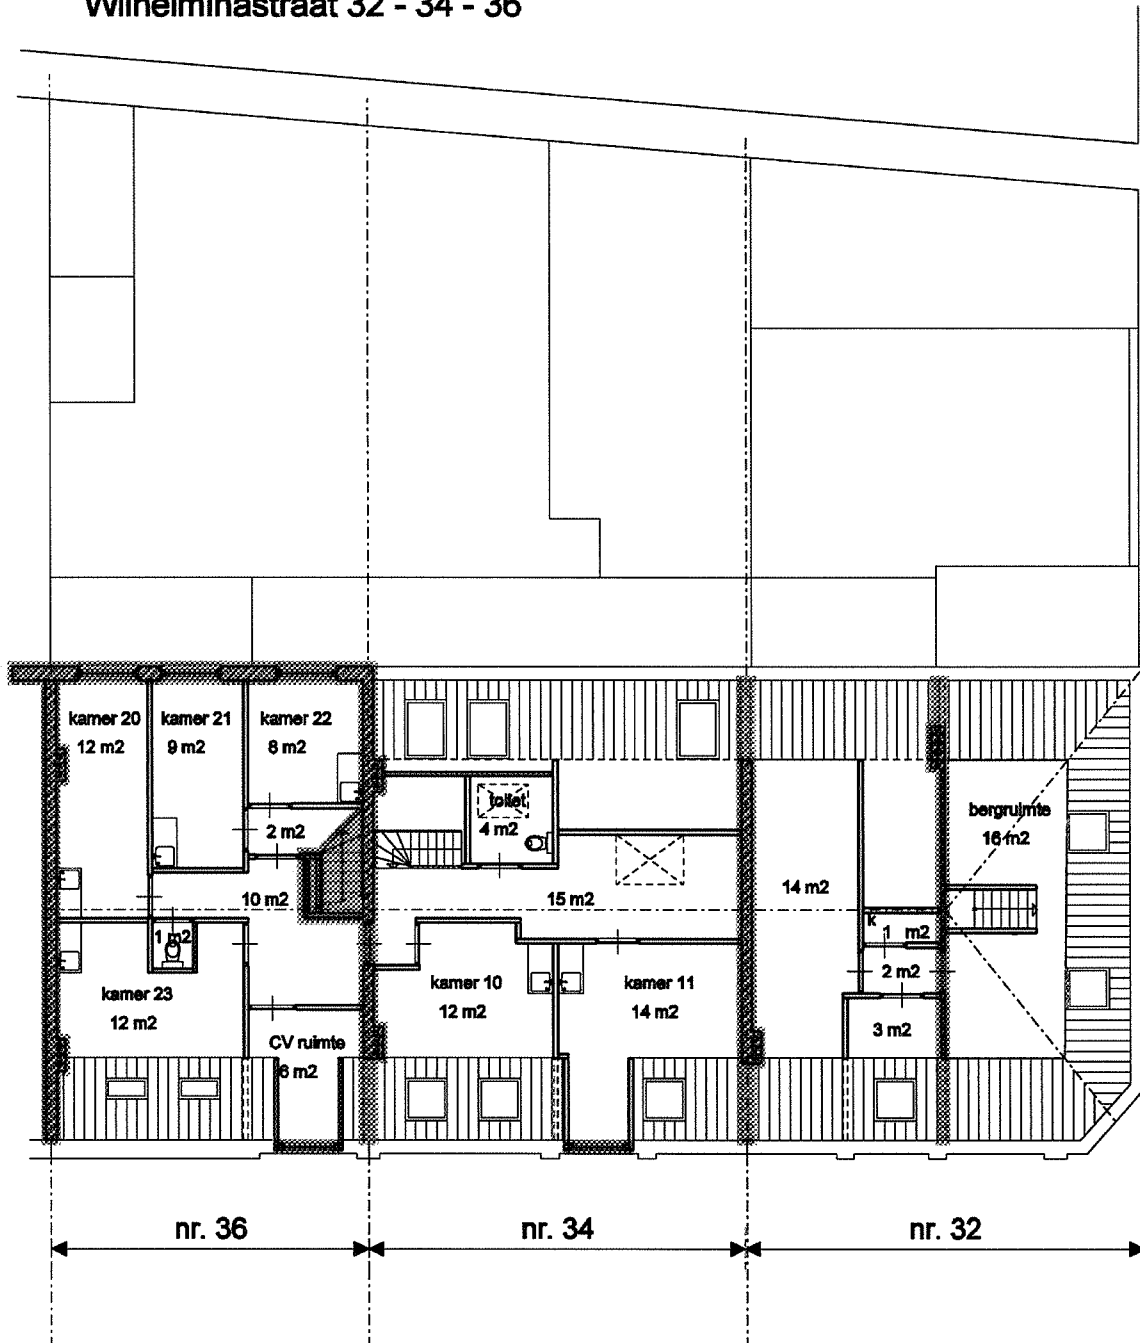 Wilhelminastraat 32 - 34 - 36
kamer 20
12 m2
kamer 21
9 m2
kamer 22
8 m2
2 m2
10 m2
1 m2
kamer 23
12 m2
CV ruimte
6 m2
toilet
4 m2
15 m2
kamer 10
12 m2
kamer 11
14 m2
14 m2
k
1 m2
2 m2
3 m2
bergruimte
16 m2
nr. 36
nr. 34
nr. 32